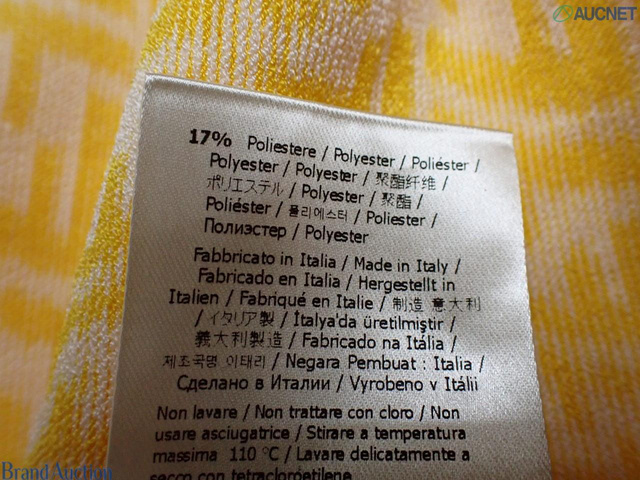 AUCNET
17% Poliestere / Polyester / Poliéster /
Polyester / Polyester / 聚酯纤维 /
ポリエステル / Polyester / 聚酯 /
Poliéster / 폴리에스터 / Poliester /
Полиэстер / Polyester
Fabbricato in Italia / Made in Italy /
Fabricado en Italia / Hergestellt in
Italien / Fabriqué en Italie / 制造 意大利
/ イタリア製 / İtalya'da üretilmiştir /
義大利製造 / Fabricado na Itália /
제조국명 이태리 / Negara Pembuat : Italia /
Сделано в Италии / Vyrobeno v Itálii
Non lavare / Non trattare con cloro / Non
usare asciugatrice / Stirare a temperatura
massima 110 °C / Lavare delicatamente a
secco con tetracloroetilene
Brand Auction